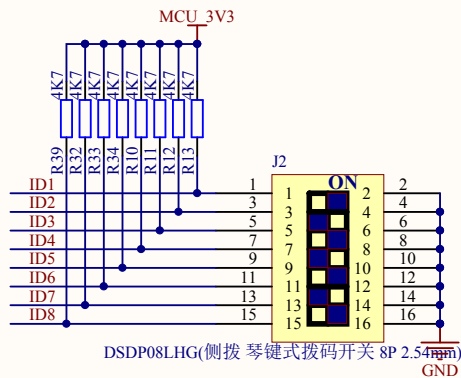 MCU_3V3
4K7 4K7 4K7 4K7 4K7 4K7 4K7 4K7
R39 R32 R33 R34 R10 R11 R12 R13
J2
ON
ID1 1 1 2 2
ID2 3 3 4 4
ID3 5 5 6 6
ID4 7 7 8 8
ID5 9 9 10 10
ID6 11 11 12 12
ID7 13 13 14 14
ID8 15 15 16 16
DSDP08LHG(侧拨 琴键式拨码开关 8P 2.54mm)
GND